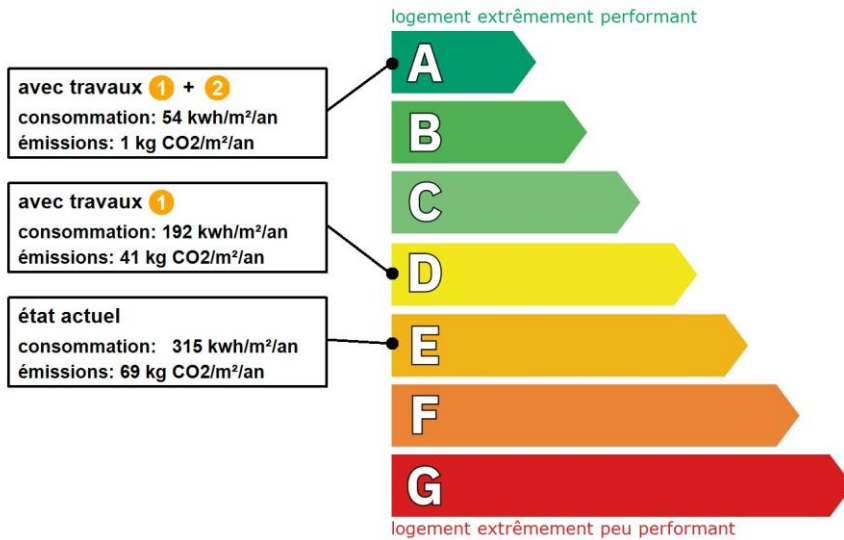 logement extrêmement performant
avec travaux 1 + 2
consommation: 54 kwh/m²/an
émissions: 1 kg CO2/m²/an
avec travaux 1
consommation: 192 kwh/m²/an
émissions: 41 kg CO2/m²/an
état actuel
consommation: 315 kwh/m²/an
émissions: 69 kg CO2/m²/an
A
B
C
D
E
F
G
logement extrêmement peu performant